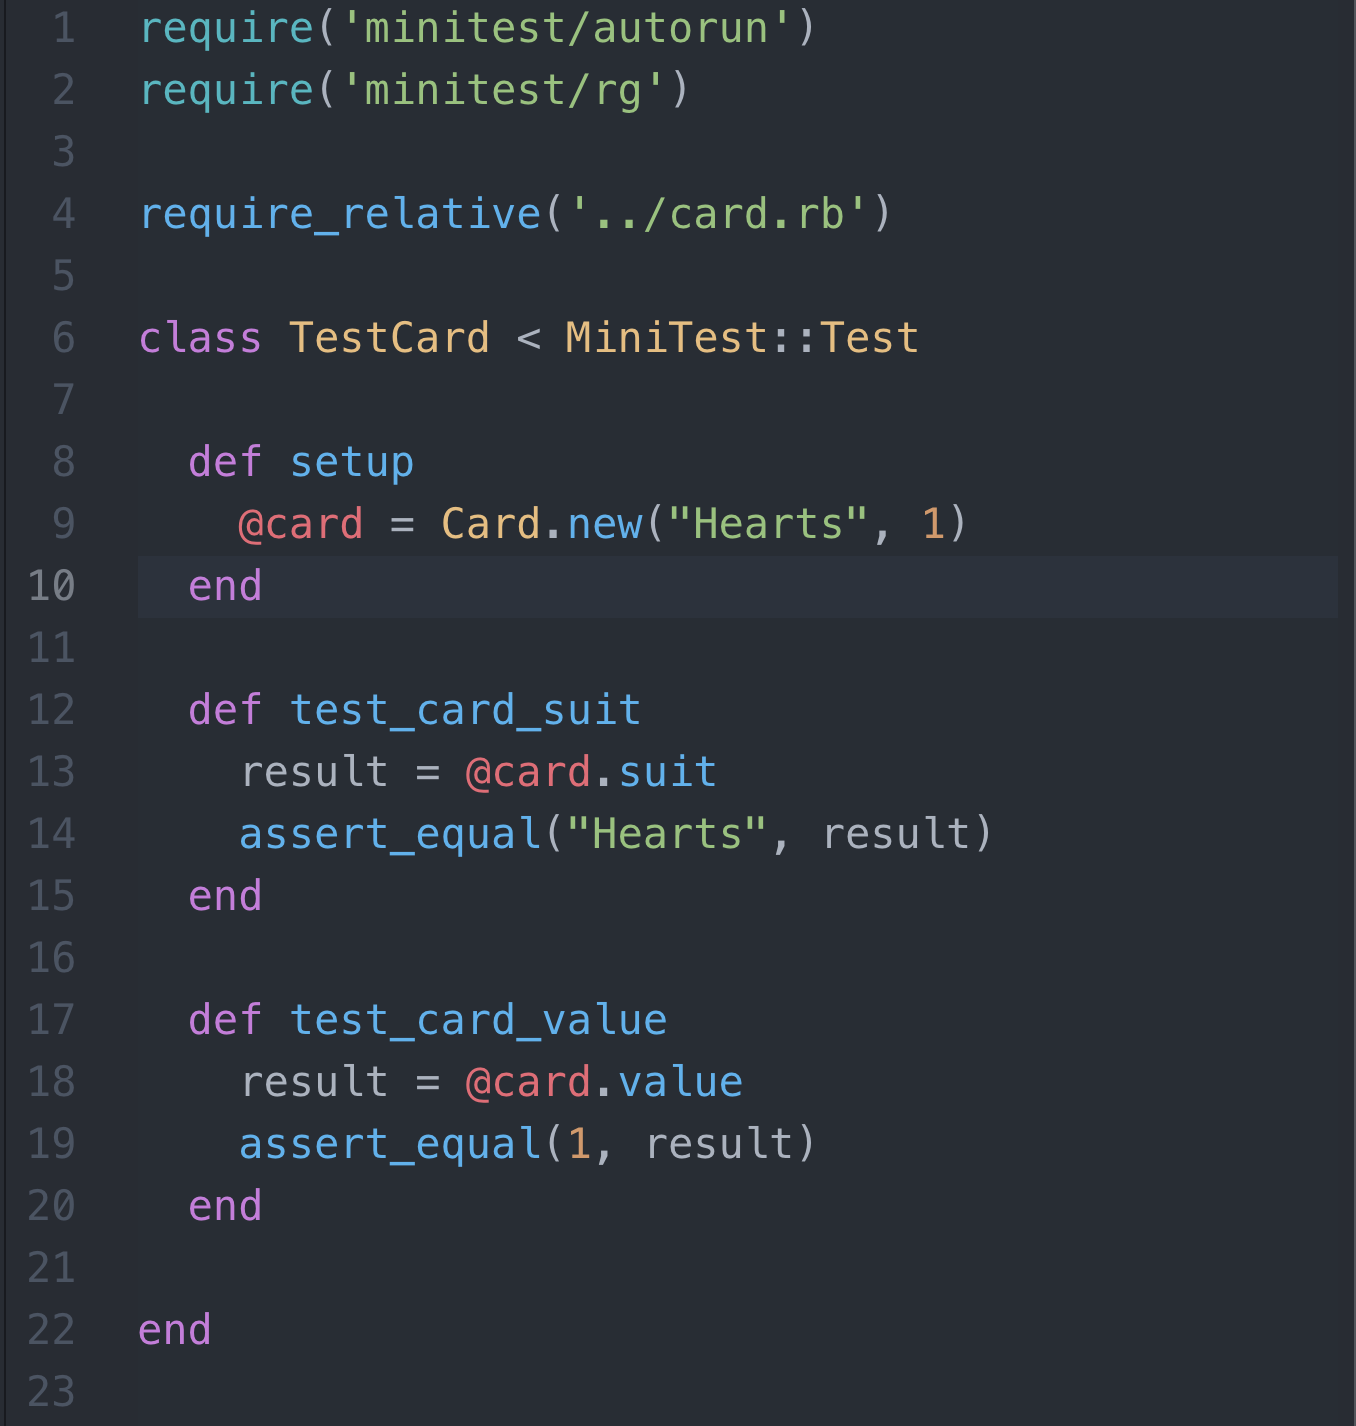 1 require('minitest/autorun')
2 require('minitest/rg')
3
4 require_relative('../card.rb')
5
6 class TestCard < MiniTest::Test
7
8   def setup
9     @card = Card.new("Hearts", 1)
10   end
11
12   def test_card_suit
13     result = @card.suit
14     assert_equal("Hearts", result)
15   end
16
17   def test_card_value
18     result = @card.value
19     assert_equal(1, result)
20   end
21
22 end
23